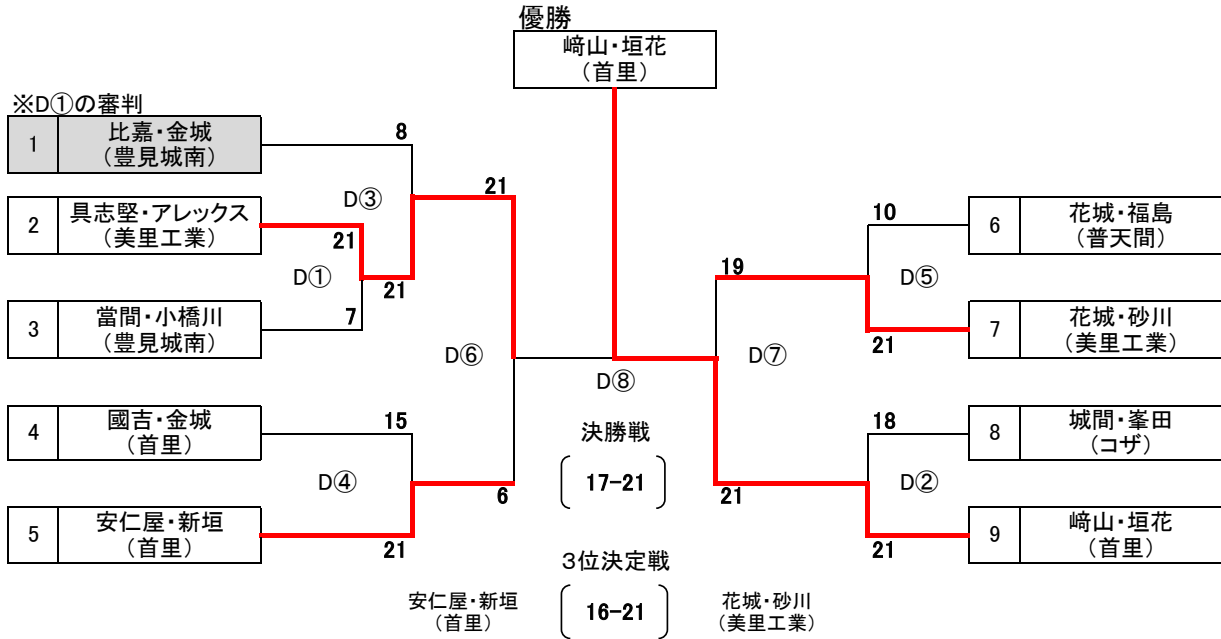 優勝
﨑山・垣花
(首里)
※D①の審判
1
比嘉・金城
(豊見城南)
8
D③
21
2
具志堅・アレックス
(美里工業)
21
D①
21
3
當間・小橋川
(豊見城南)
7
D⑥
4
國吉・金城
(首里)
15
D④
6
5
安仁屋・新垣
(首里)
21
D⑧
決勝戦
17-21
3位決定戦
安仁屋・新垣
(首里)
16-21
花城・砂川
(美里工業)
19
D⑦
21
10
6
花城・福島
(普天間)
D⑤
21
7
花城・砂川
(美里工業)
18
8
城間・峯田
(コザ)
D②
21
9
﨑山・垣花
(首里)